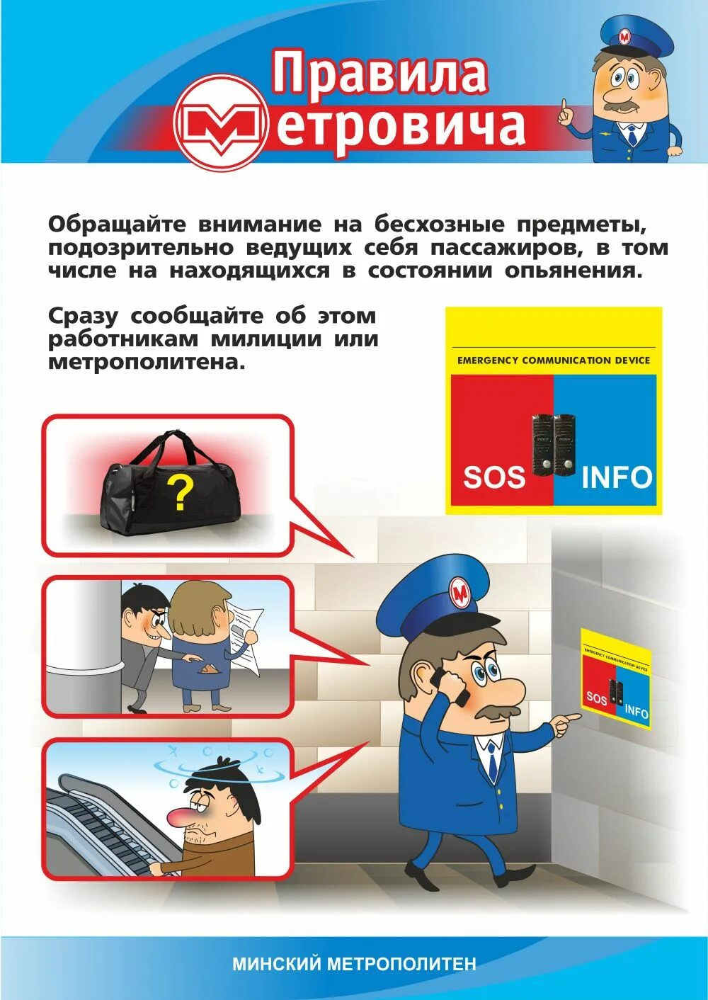 Правила
Метровича
Обращайте внимание на бесхозные предметы,
подозрительно ведущих себя пассажиров, в том
числе на находящихся в состоянии опьянения.
Сразу сообщайте об этом
работникам милиции или
метрополитена.
EMERGENCY COMMUNICATION DEVICE
SOS INFO
?
М
EMERGENCY COMMUNICATION DEVICE
SOS INFO
МИНСКИЙ МЕТРОПОЛИТЕН